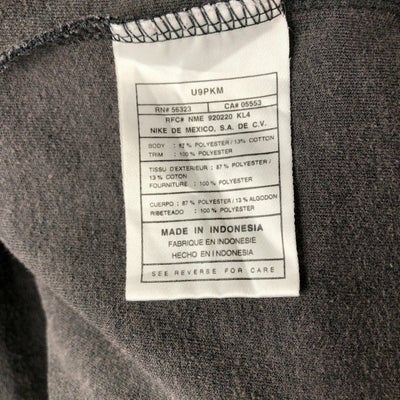 U9PKM
RN# 56323 CA# 05553
RFC# NME 920220 KL4
NIKE DE MEXICO, S.A. DE C.V.
BODY : 87 % POLYESTER / 13% COTTON
TRIM : 100 % POLYESTER
TISSU D'EXTERIEUR : 87 % POLYESTER /
13 % COTON
FOURNITURE : 100 % POLYESTER
CUERPO : 87 % POLYESTER / 13 % ALGODON
RIBETEADO : 100 % POLYESTER
MADE IN INDONESIA
FABRIQUE EN INDONESIE
HECHO EN INDONESIA
SEE REVERSE FOR CARE